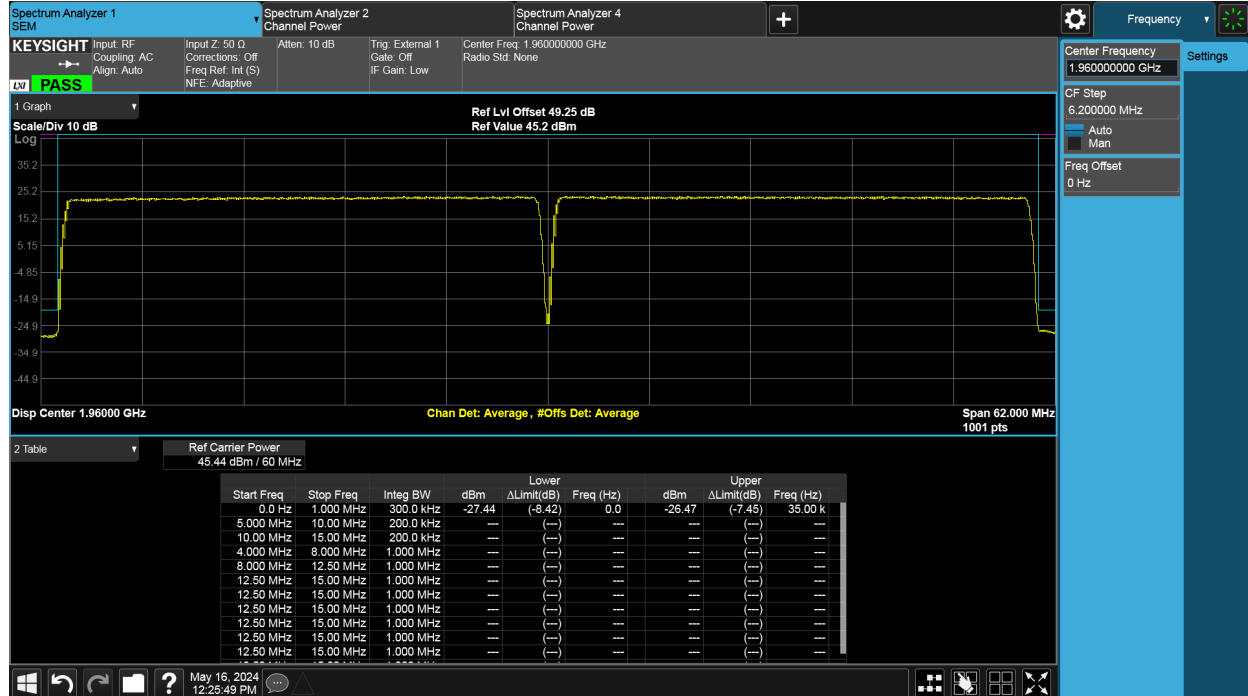 Spectrum Analyzer 1
SEM
Spectrum Analyzer 2
Channel Power
Spectrum Analyzer 4
Channel Power
Frequency
KEYSIGHT
LXI
PASS
Input: RF
Coupling: AC
Align: Auto
Input Z: 50 Ω
Corrections: Off
Freq Ref: Int (S)
NFE: Adaptive
Atten: 10 dB
Trig: External 1
Gate: Off
IF Gain: Low
Center Freq: 1.960000000 GHz
Radio Std: None
Center Frequency
1.960000000 GHz
Settings
CF Step
6.200000 MHz
Auto
Man
Freq Offset
0 Hz
1 Graph
Scale/Div 10 dB
Ref Lvl Offset 49.25 dB
Ref Value 45.2 dBm
Log
35.2
25.2
15.2
5.15
-4.85
-14.9
-24.9
-34.9
-44.9
Disp Center 1.96000 GHz
Chan Det: Average, #Offs Det: Average
Span 62.000 MHz
1001 pts
2 Table
Ref Carrier Power
45.44 dBm / 60 MHz
Lower Upper
Start Freq Stop Freq Integ BW dBm ΔLimit(dB) Freq (Hz) dBm ΔLimit(dB) Freq (Hz)
0.0 Hz 1.000 MHz 300.0 kHz -27.44 (-8.42) 0.0 -26.47 (-7.45) 35.00 k
5.000 MHz 10.00 MHz 200.0 kHz --- (---) --- --- (---) ---
10.00 MHz 15.00 MHz 200.0 kHz --- (---) --- --- (---) ---
4.000 MHz 8.000 MHz 1.000 MHz --- (---) --- --- (---) ---
8.000 MHz 12.50 MHz 1.000 MHz --- (---) --- --- (---) ---
12.50 MHz 15.00 MHz 1.000 MHz --- (---) --- --- (---) ---
12.50 MHz 15.00 MHz 1.000 MHz --- (---) --- --- (---) ---
12.50 MHz 15.00 MHz 1.000 MHz --- (---) --- --- (---) ---
12.50 MHz 15.00 MHz 1.000 MHz --- (---) --- --- (---) ---
12.50 MHz 15.00 MHz 1.000 MHz --- (---) --- --- (---) ---
12.50 MHz 15.00 MHz 1.000 MHz --- (---) --- --- (---) ---
May 16, 2024
12:25:49 PM